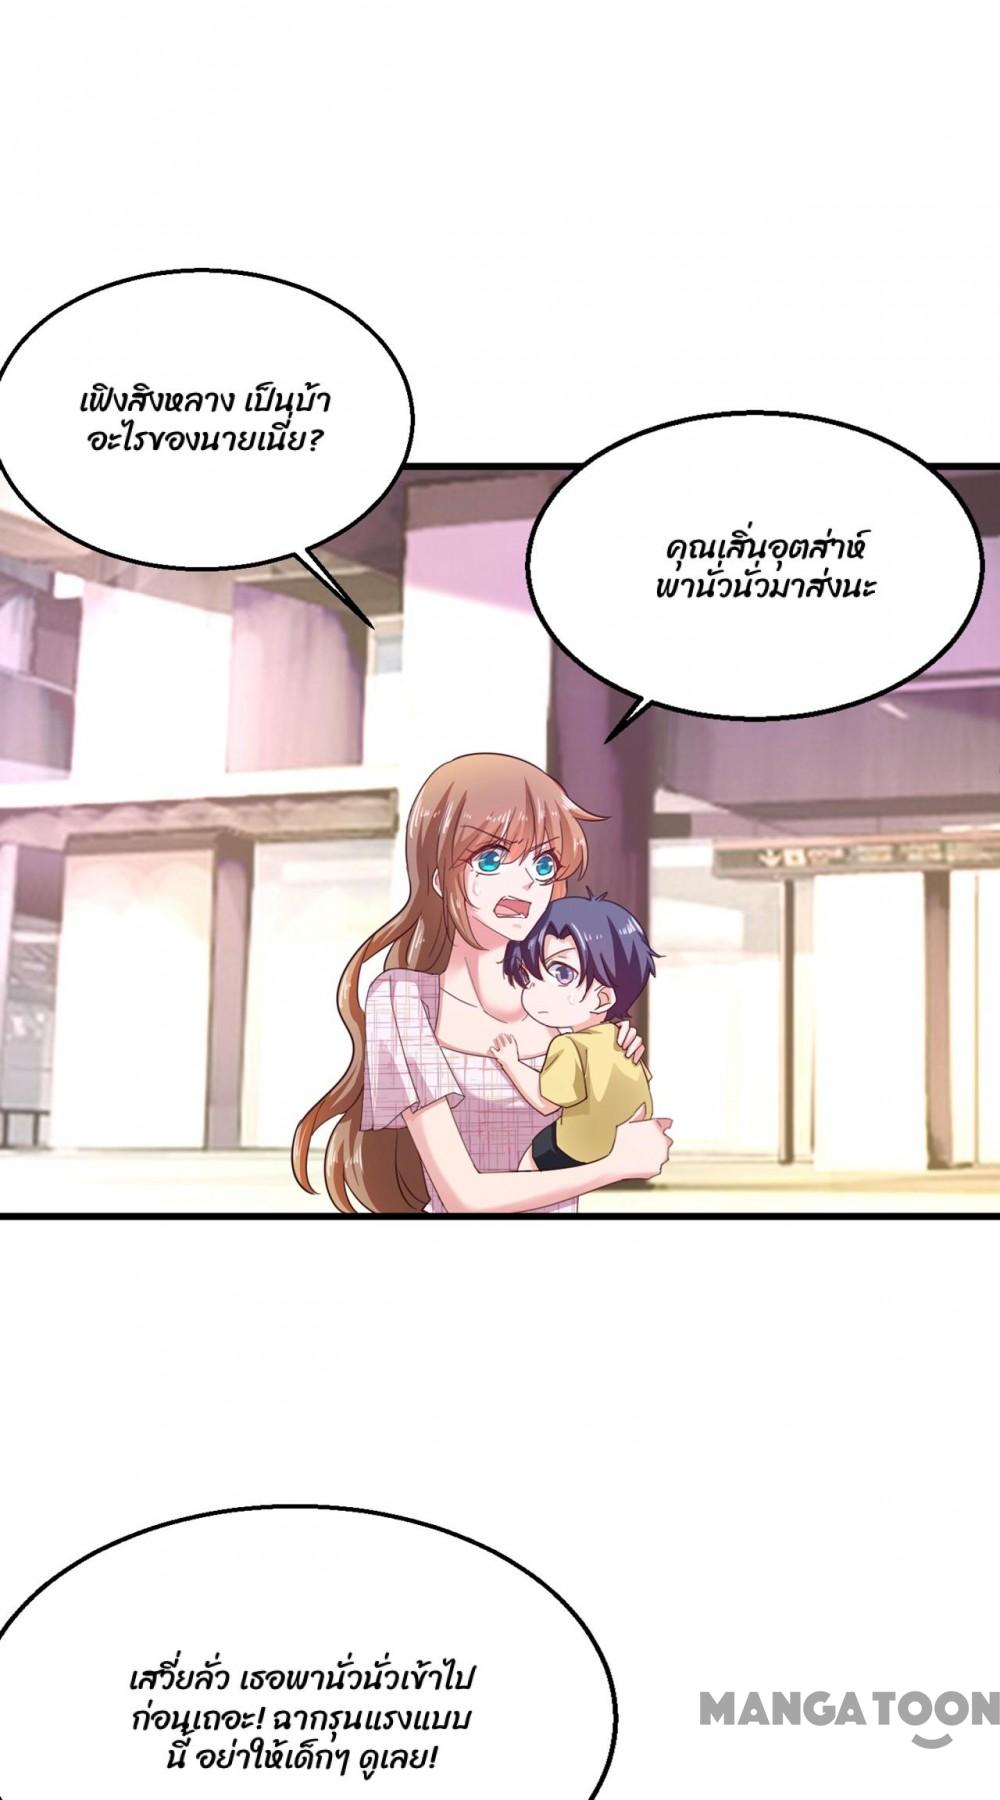 เฟิงสิงหลาง เป็นบ้า
อะไรของนายเนี่ย?
คุณเสิ่นอุตส่าห์
พานั่วนั่วมาส่งนะ
เสวี่ยลั่ว เธอพานั่วนั่วเข้าไป
ก่อนเถอะ! ฉากรุนแรงแบบ
นี้ อย่าให้เด็กๆ ดูเลย!
MANGATOON